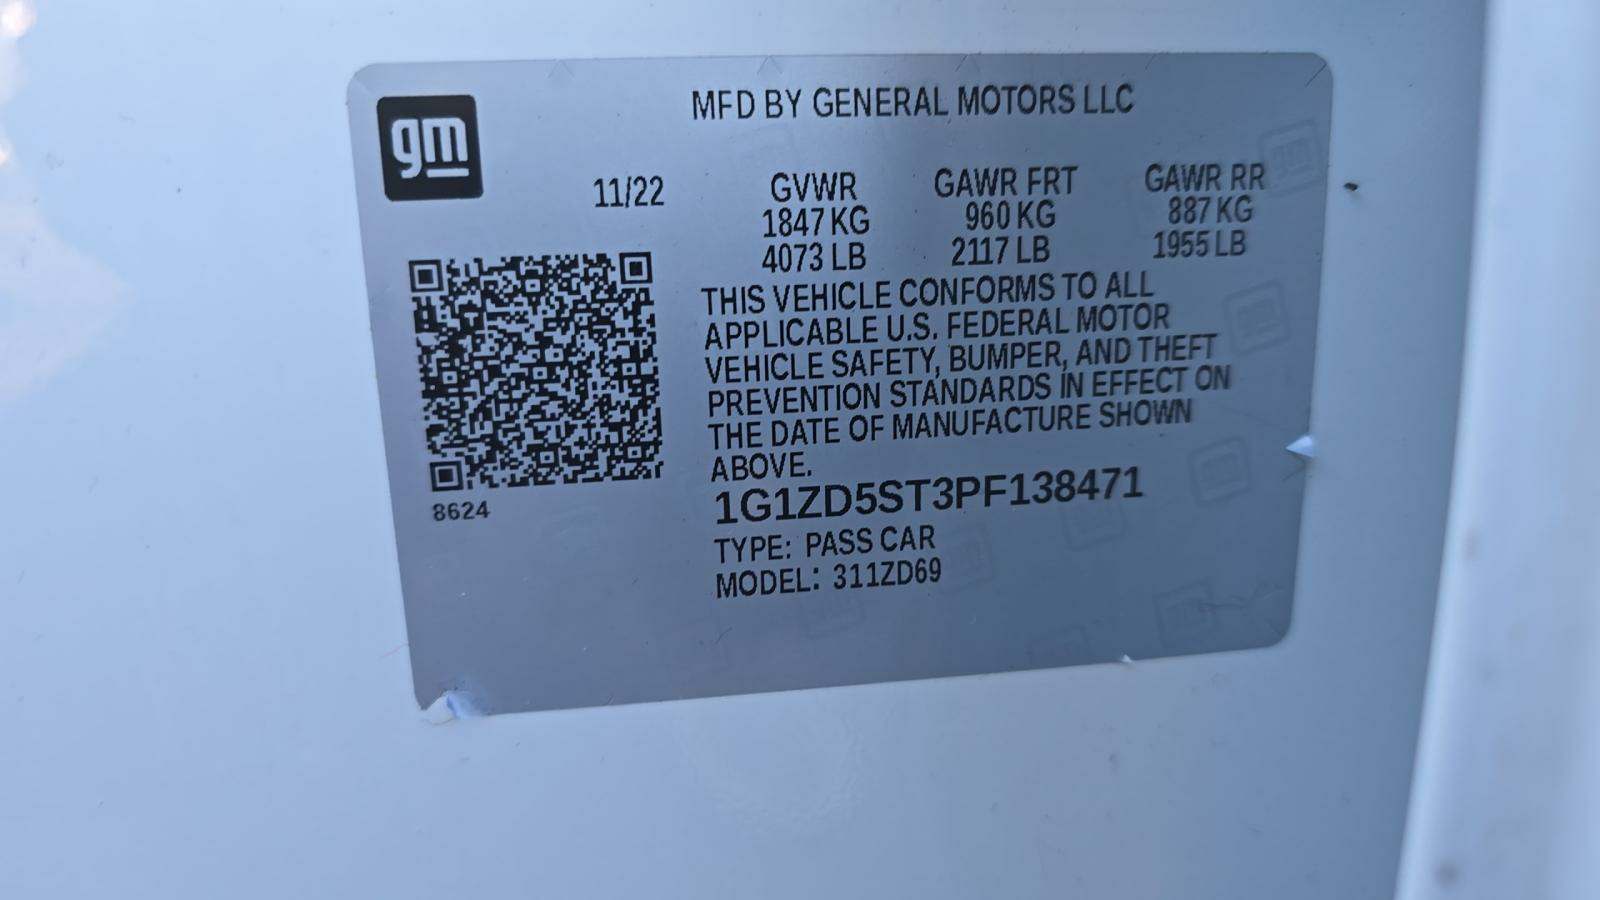 gm
MFD BY GENERAL MOTORS LLC
11/22 GVWR GAWR FRT GAWR RR
1847 KG 960 KG 887 KG
4073 LB 2117 LB 1955 LB
THIS VEHICLE CONFORMS TO ALL
APPLICABLE U.S. FEDERAL MOTOR
VEHICLE SAFETY, BUMPER, AND THEFT
PREVENTION STANDARDS IN EFFECT ON
THE DATE OF MANUFACTURE SHOWN
ABOVE.
1G1ZD5ST3PF138471
8624
TYPE: PASS CAR
MODEL: 311ZD69